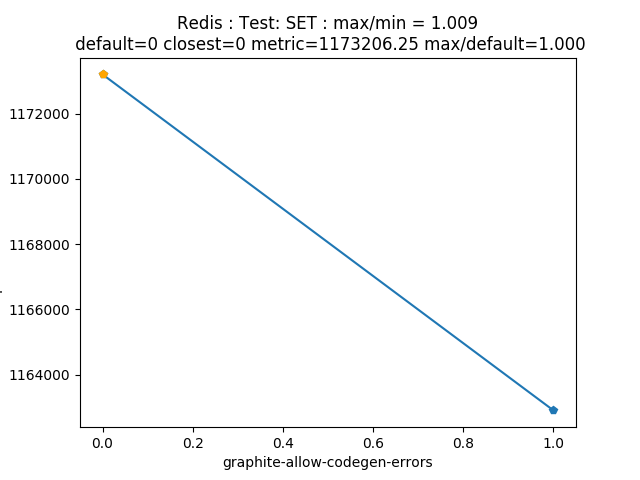 Redis : Test: SET : max/min = 1.009
default=0 closest=0 metric=1173206.25 max/default=1.000
1172000
1170000
1168000
1166000
1164000
0.0 0.2 0.4 0.6 0.8 1.0
graphite-allow-codegen-errors